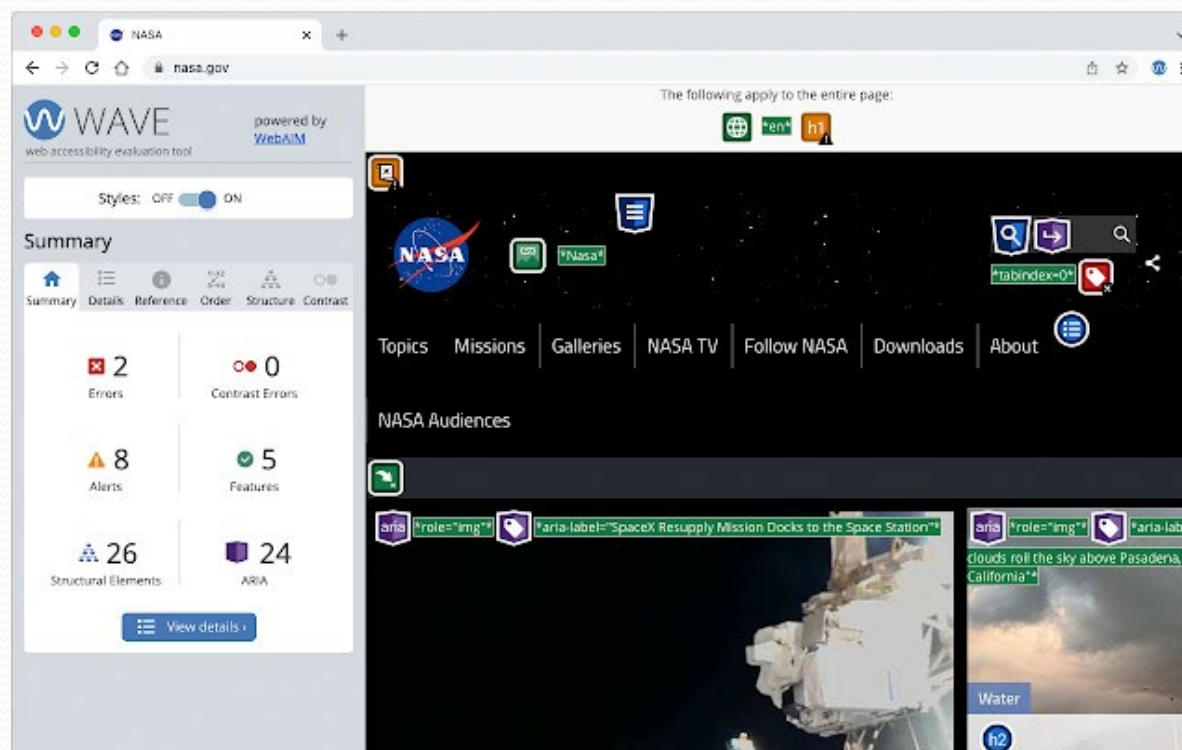 NASA
nasa.gov
WAVE
powered by
WebAIM
web accessibility evaluation tool
Styles: OFF ON
Summary
Summary Details Reference Order Structure Contrast
2
Errors
0
Contrast Errors
8
Alerts
5
Features
26
Structural Elements
24
ARIA
View details ›
The following apply to the entire page:
*en* h1
NASA
*Nasa*
*tabindex=0*
Topics Missions Galleries NASA TV Follow NASA Downloads About
NASA Audiences
aria *role="img"* *aria-label="SpaceX Resupply Mission Docks to the Space Station"*
aria *role="img"* *aria-lab
clouds roil the sky above Pasadena,
California"*
Water
h2